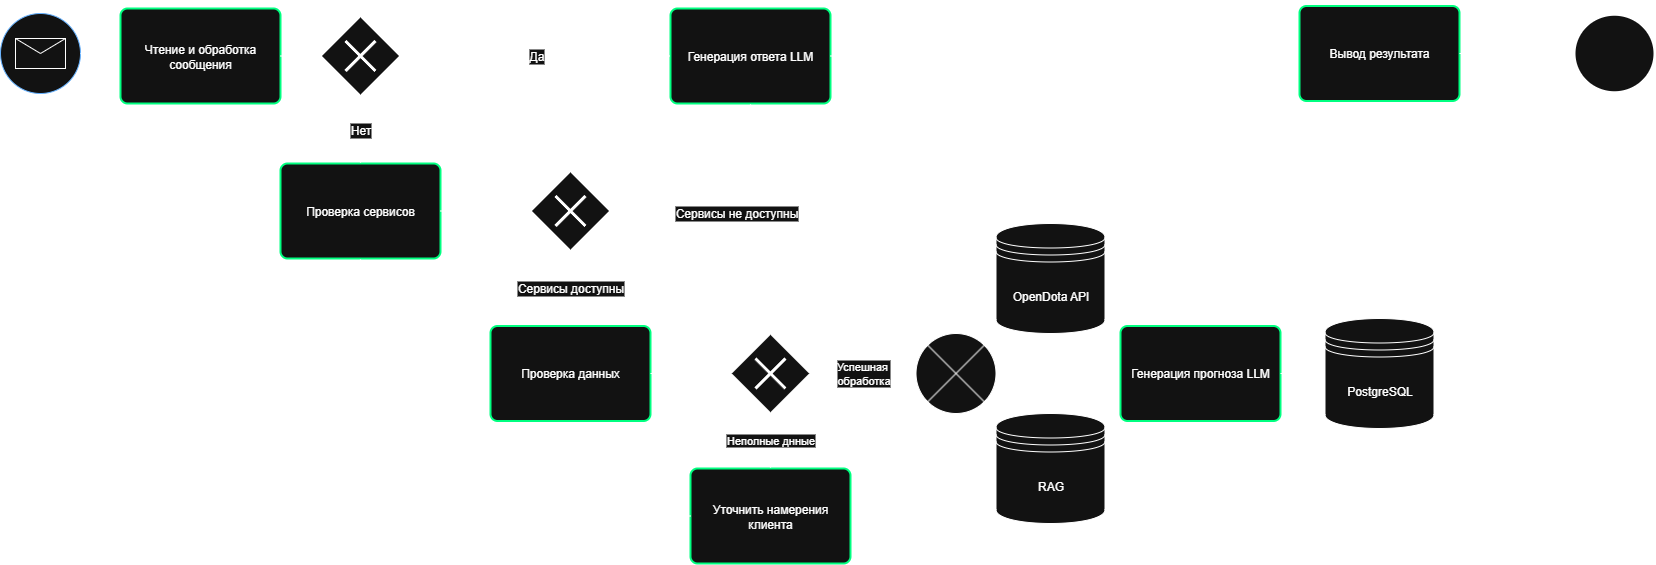 Чтение и обработка
сообщения
Да
Генерация ответа LLM
Вывод результата
Нет
Проверка сервисов
Сервисы не доступны
Сервисы доступны
OpenDota API
Проверка данных
Успешная
обработка
Генерация прогноза LLM
PostgreSQL
Неполные днные
RAG
Уточнить намерения
клиента